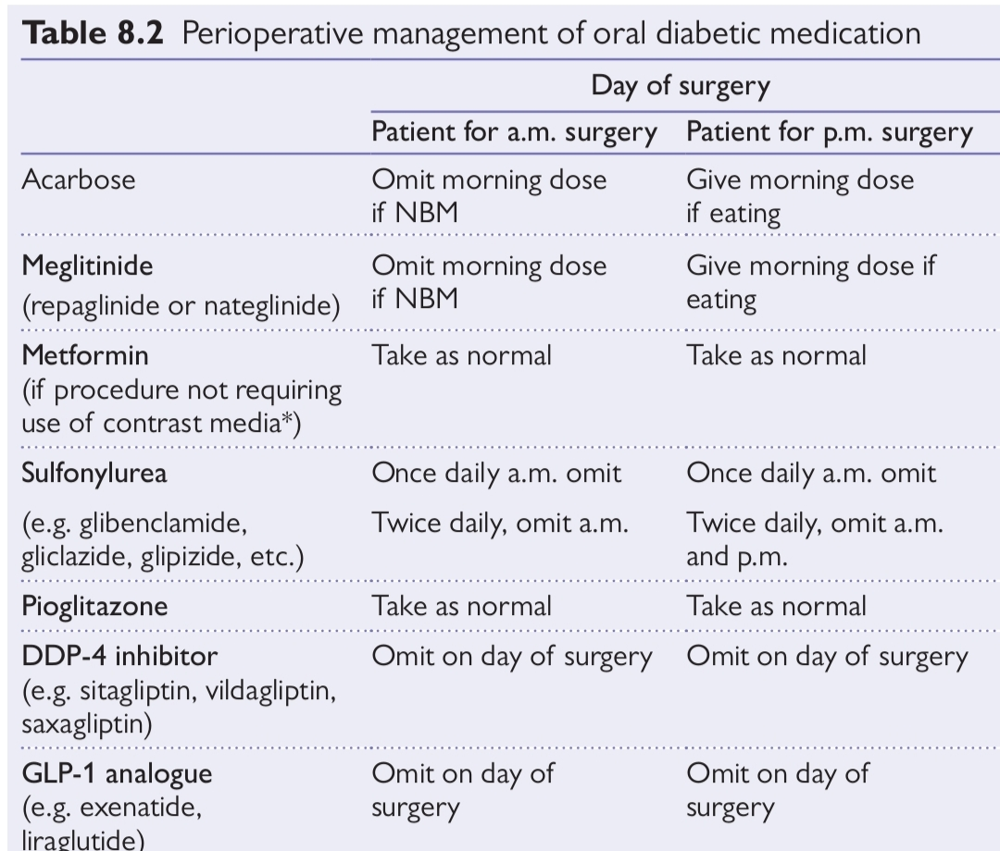 Table 8.2 Perioperative management of oral diabetic medication
Day of surgery
Patient for a.m. surgery Patient for p.m. surgery
Acarbose Omit morning dose Give morning dose
if NBM if eating
Meglitinide Omit morning dose Give morning dose if
(repaglinide or nateglinide) if NBM eating
Metformin Take as normal Take as normal
(if procedure not requiring
use of contrast media*)
Sulfonylurea Once daily a.m. omit Once daily a.m. omit
(e.g. glibenclamide, Twice daily, omit a.m. Twice daily, omit a.m.
gliclazide, glipizide, etc.) and p.m.
Pioglitazone Take as normal Take as normal
DDP-4 inhibitor Omit on day of surgery Omit on day of surgery
(e.g. sitagliptin, vildagliptin,
saxagliptin)
GLP-1 analogue Omit on day of Omit on day of
(e.g. exenatide, surgery surgery
liraglutide)